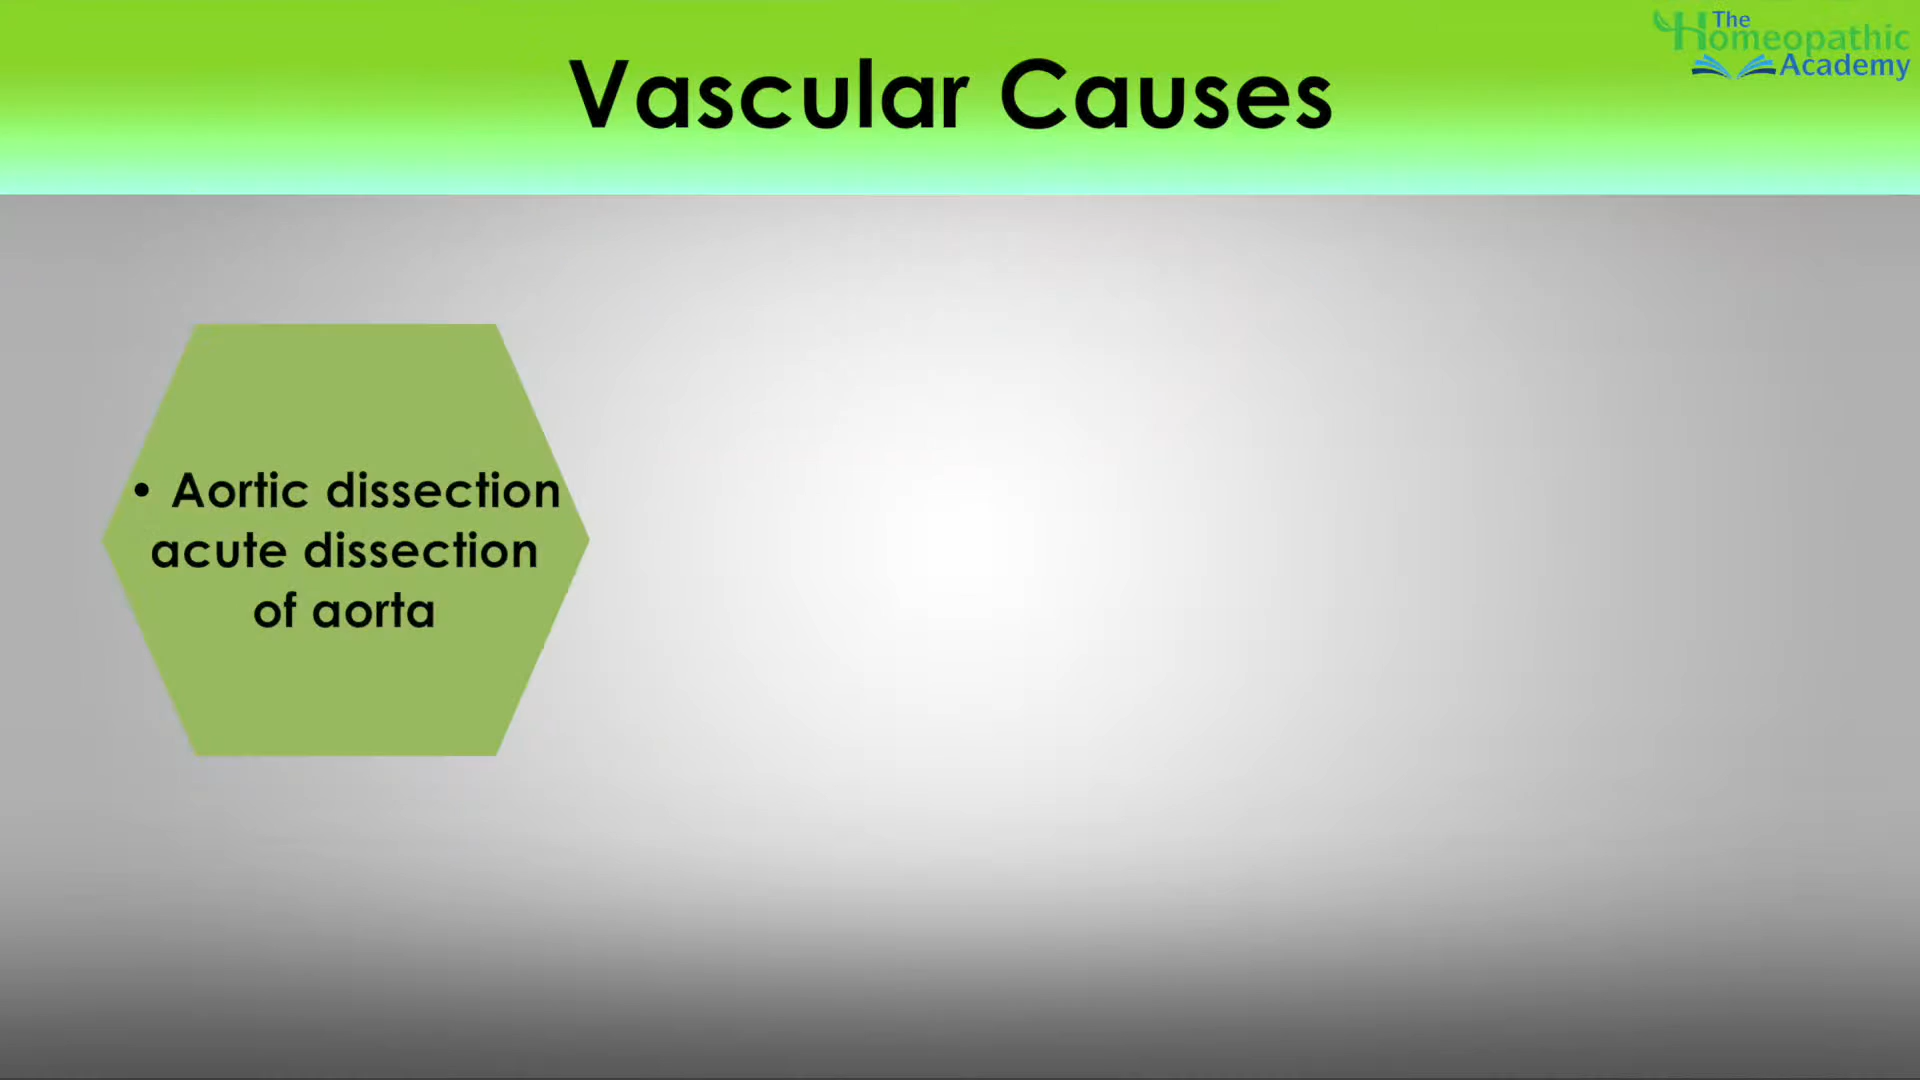 The
Homeopathic
Academy
Vascular Causes
• Aortic dissection
acute dissection
of aorta